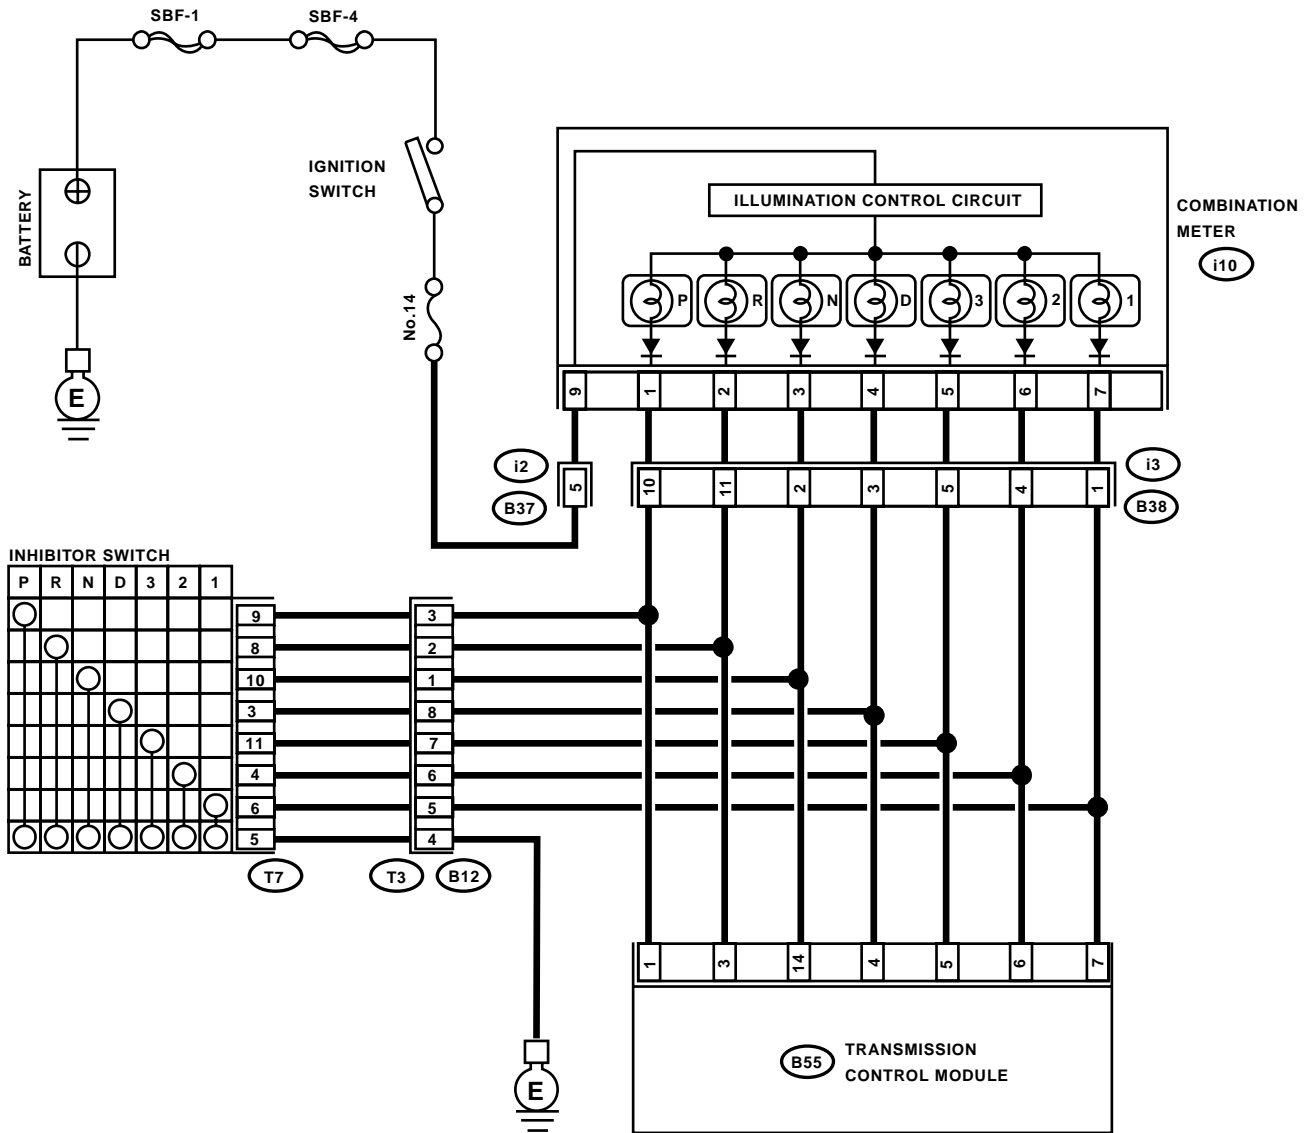 SBF-1 SBF-4
BATTERY
IGNITION
SWITCH
No.14
E
ILLUMINATION CONTROL CIRCUIT
COMBINATION
METER
i10
P R N D 3 2 1
9 1 2 3 4 5 6 7
i2
B37
5
10 11 2 3 5 4 1
i3
B38
INHIBITOR SWITCH
P R N D 3 2 1
9 3
8 2
10 1
3 8
11 7
4 6
6 5
5 4
T7 T3 B12
E
1 3 14 4 5 6 7
B55
TRANSMISSION
CONTROL MODULE